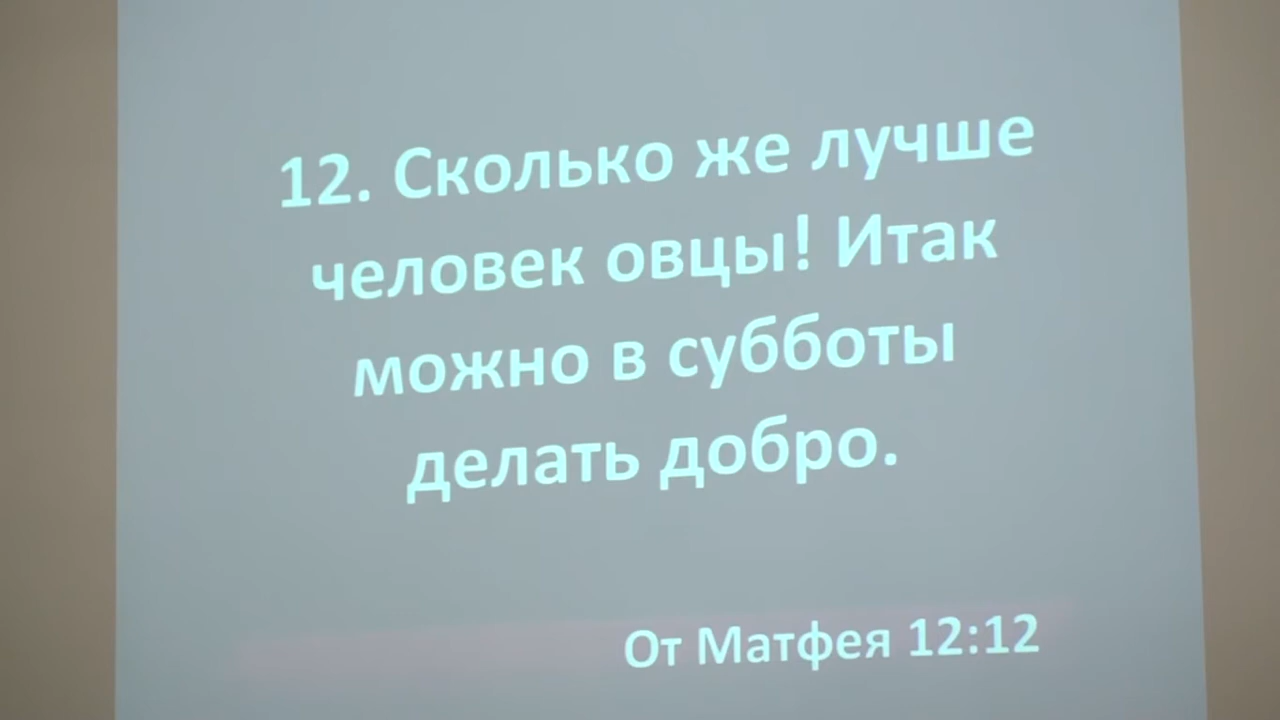 12. Сколько же лучше
человек овцы! Итак
можно в субботы
делать добро.
От Матфея 12:12